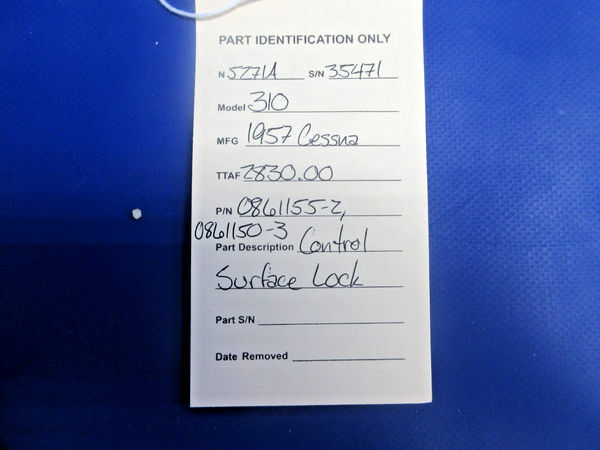 PART IDENTIFICATION ONLY
N 5271A S/N 35471
Model 310
MFG 1957 Cessna
TTAF 2830.00
P/N 0861155-2,
0861150-3
Part Description Control
Surface Lock
Part S/N
Date Removed